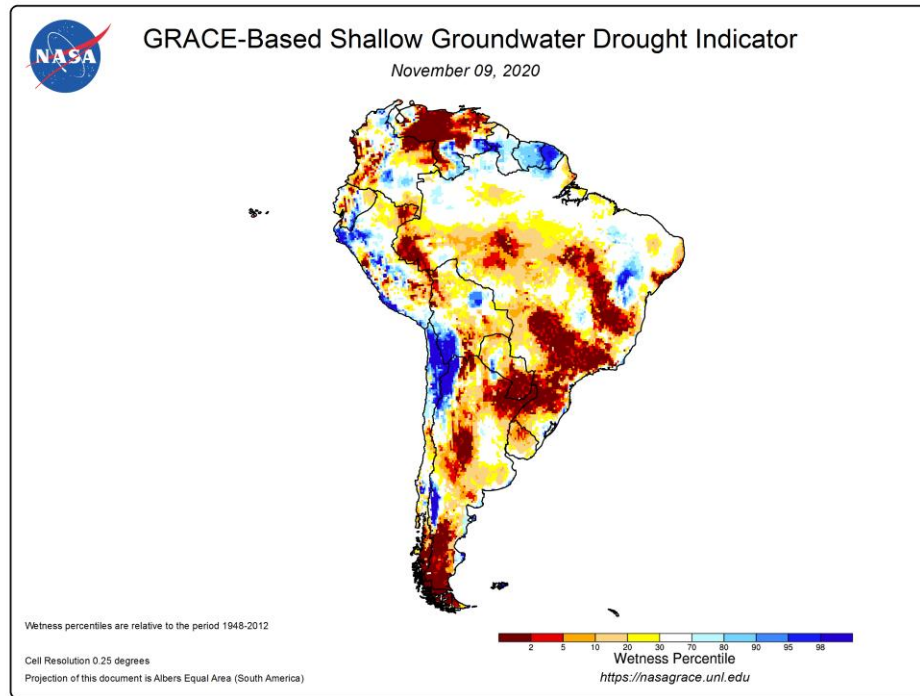 NASA
GRACE-Based Shallow Groundwater Drought Indicator
November 09, 2020
Wetness percentiles are relative to the period 1948-2012
Cell Resolution 0.25 degrees
Projection of this document is Albers Equal Area (South America)
2 5 10 20 30 70 80 90 95 98
Wetness Percentile
https://nasagrace.unl.edu